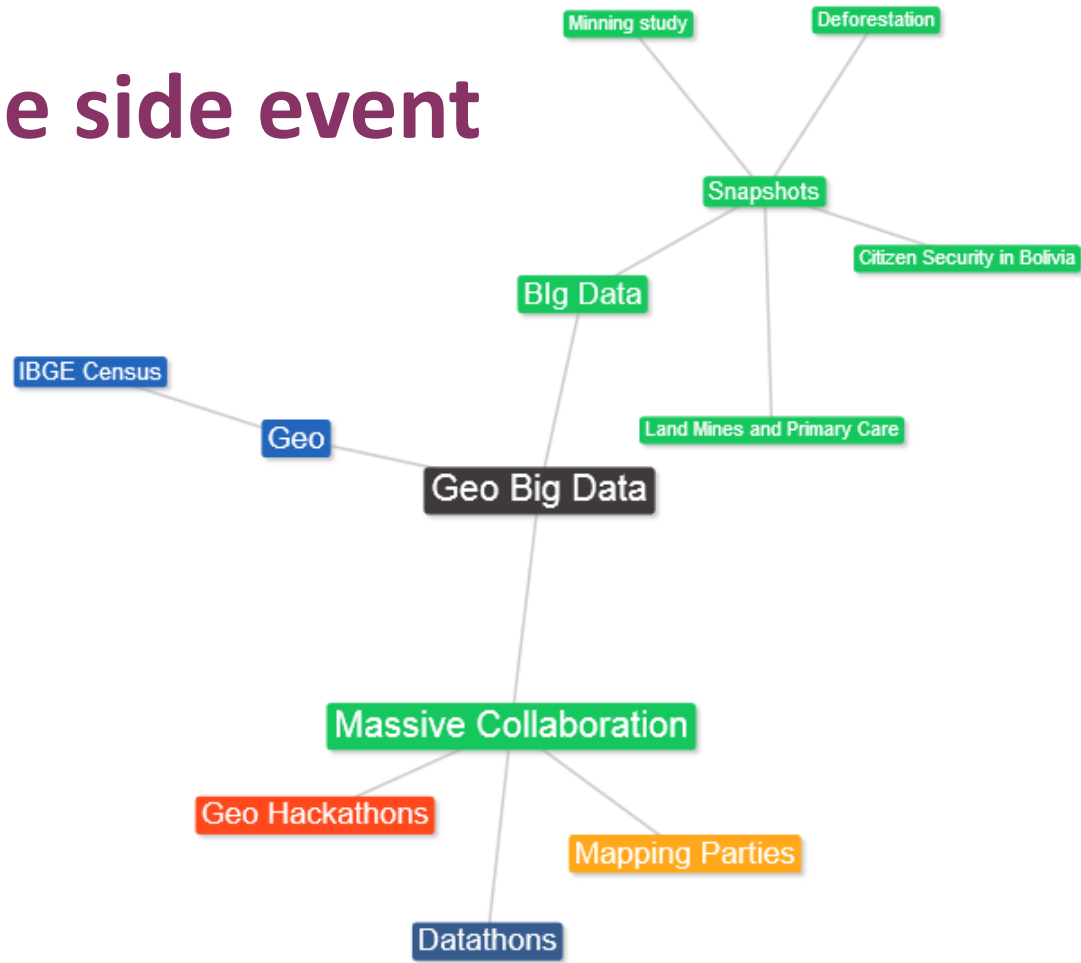 Minning study
Deforestation
e side event
Snapshots
Citizen Security in Bolivia
BIg Data
IBGE Census
Geo
Land Mines and Primary Care
Geo Big Data
Massive Collaboration
Geo Hackathons
Mapping Parties
Datathons